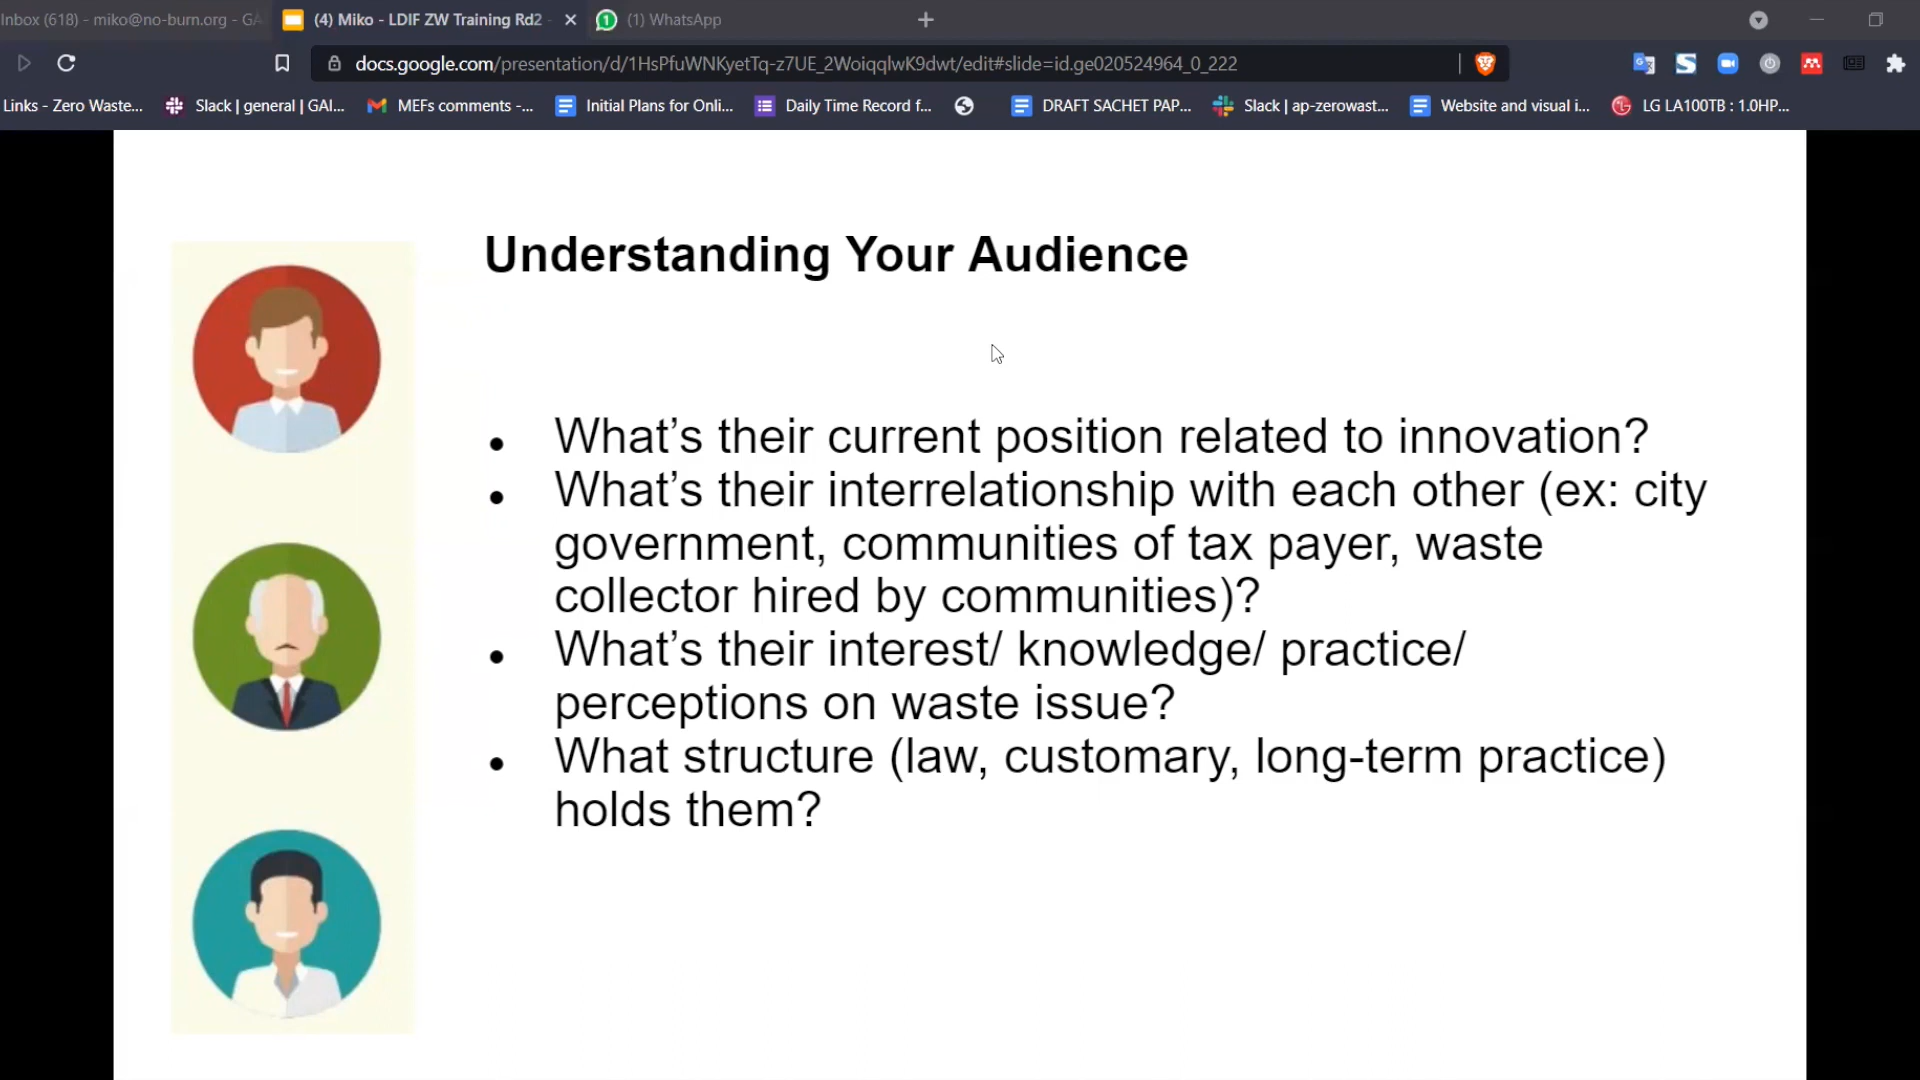 Inbox (618) - miko@no-burn.org - GA
(4) Miko - LDIF ZW Training Rd2 -
1
(1) WhatsApp
docs.google.com/presentation/d/1HsPfuWNKyetTq-z7UE_2WoiqqlwK9dwt/edit#slide=id.ge020524964_0_222
Links - Zero Waste...
Slack | general | GAI...
MEFs comments -...
Initial Plans for Onli...
Daily Time Record f...
DRAFT SACHET PAP...
Slack | ap-zerowast...
Website and visual i...
LG LA100TB : 1.0HP...
Understanding Your Audience
• What’s their current position related to innovation?
• What’s their interrelationship with each other (ex: city
government, communities of tax payer, waste
collector hired by communities)?
• What’s their interest/ knowledge/ practice/
perceptions on waste issue?
• What structure (law, customary, long-term practice)
holds them?